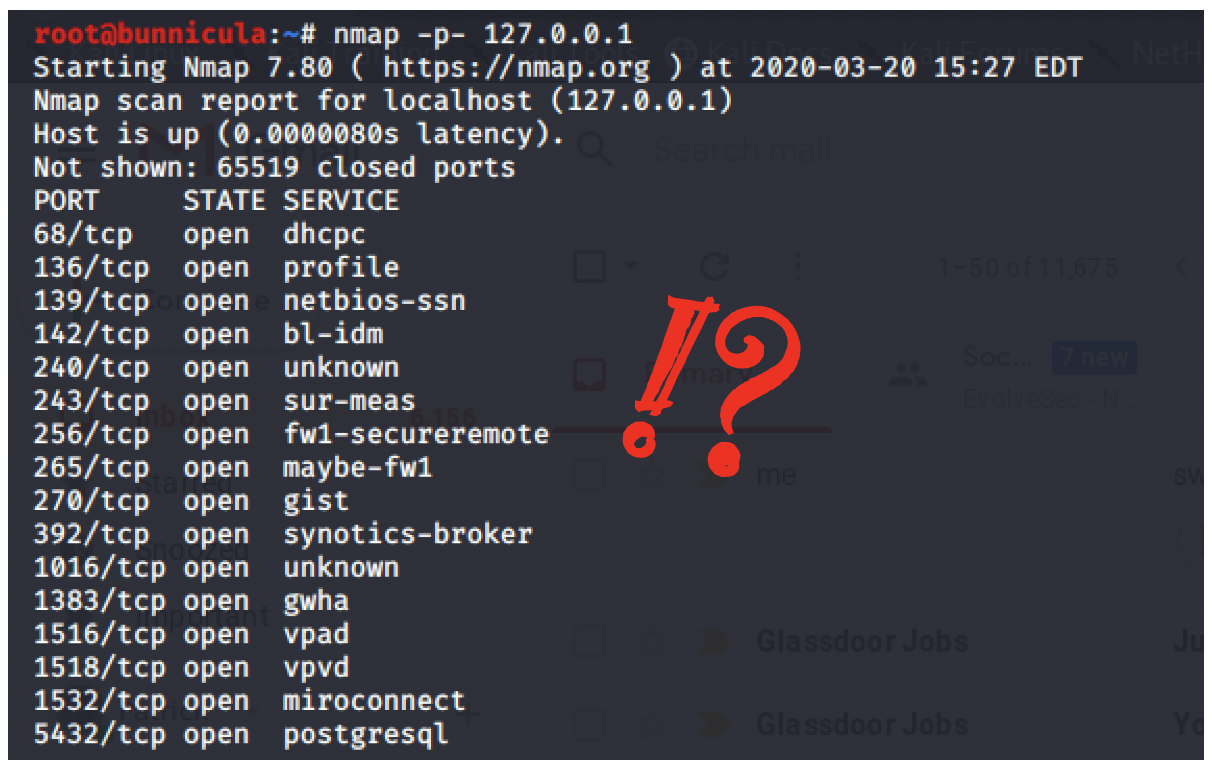 root@bunnicula:~# nmap -p- 127.0.0.1
Starting Nmap 7.80 ( https://nmap.org ) at 2020-03-20 15:27 EDT
Nmap scan report for localhost (127.0.0.1)
Host is up (0.0000080s latency).
Not shown: 65519 closed ports
PORT STATE SERVICE
68/tcp open dhcpc
136/tcp open profile
139/tcp open netbios-ssn
142/tcp open bl-idm
240/tcp open unknown
243/tcp open sur-meas
256/tcp open fw1-secureremote
265/tcp open maybe-fw1
270/tcp open gist
392/tcp open synotics-broker
1016/tcp open unknown
1383/tcp open gwha
1516/tcp open vpad
1518/tcp open vpvd
1532/tcp open miroconnect
5432/tcp open postgresql
!?
Kali Docs Kali Forums NetH
Search mail
1-50 of 11,675
Soc... 7 new
EvolveSec - N...
Inbox 6,156
Starred
me sw
Snoozed
Important
Glassdoor Jobs Ju
Glassdoor Jobs Yo